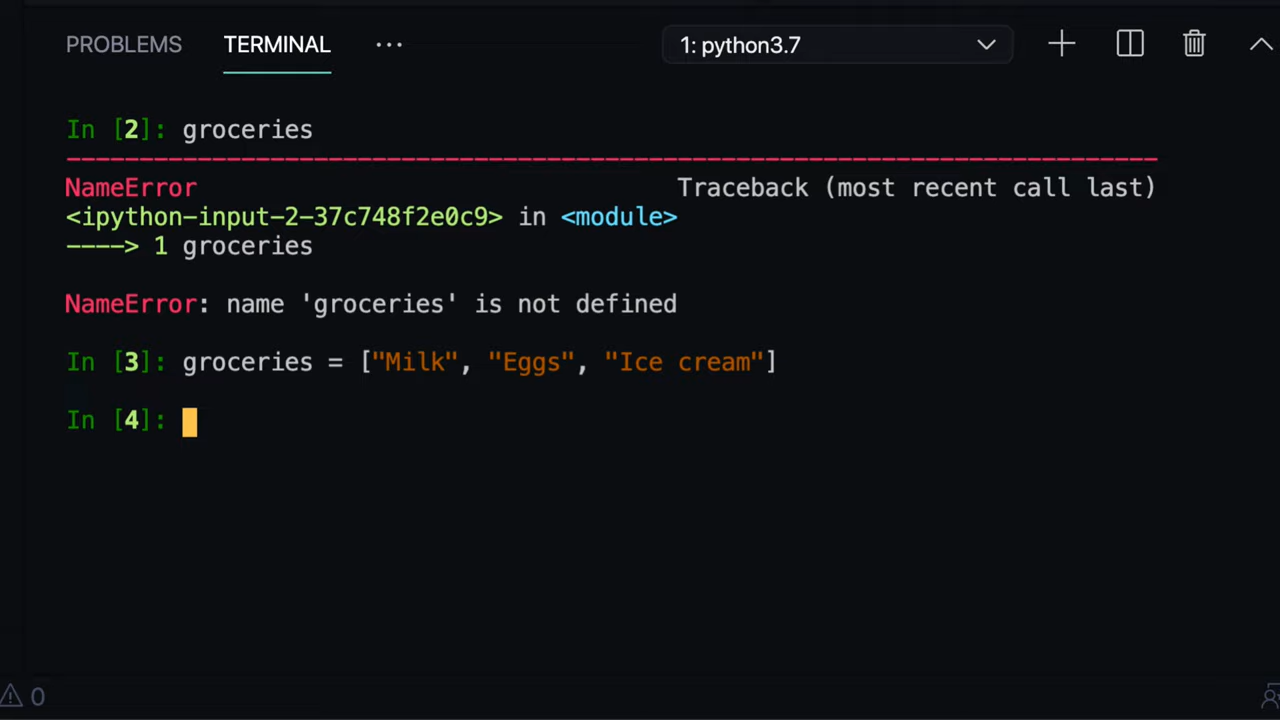 PROBLEMS TERMINAL ··· 1: python3.7
In [2]: groceries
---------------------------------------------------------------------------
NameError Traceback (most recent call last)
<ipython-input-2-37c748f2e0c9> in <module>
----> 1 groceries
NameError: name 'groceries' is not defined
In [3]: groceries = ["Milk", "Eggs", "Ice cream"]
In [4]:
0